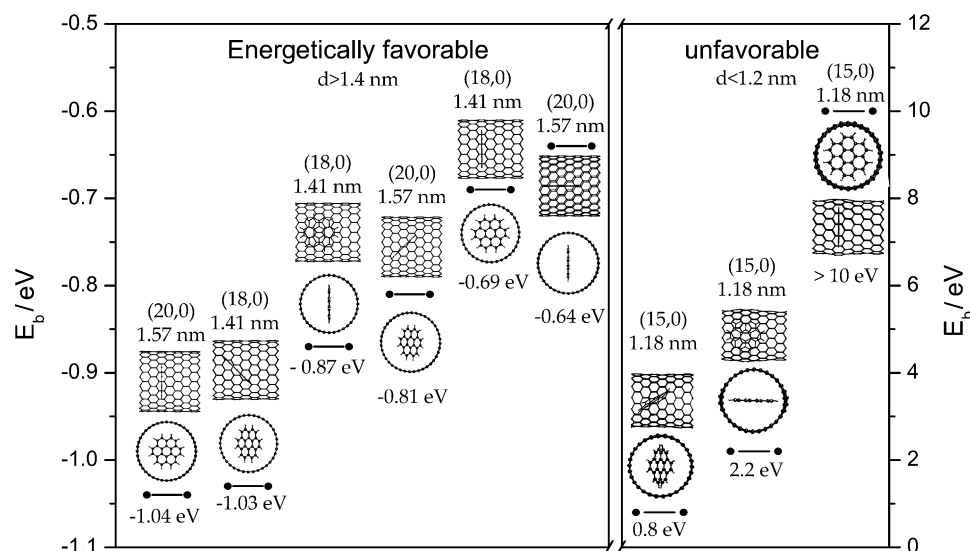 Energetically favorable
d>1.4 nm
unfavorable
d<1.2 nm
-0.5
-0.6
-0.7
-0.8
-0.9
-1.0
-1.1
E_b / eV
(20,0)
1.57 nm
-1.04 eV
(18,0)
1.41 nm
-1.03 eV
(18,0)
1.41 nm
- 0.87 eV
(20,0)
1.57 nm
-0.81 eV
(18,0)
1.41 nm
-0.69 eV
(20,0)
1.57 nm
-0.64 eV
(15,0)
1.18 nm
0.8 eV
(15,0)
1.18 nm
2.2 eV
(15,0)
1.18 nm
> 10 eV
12
10
8
6
4
2
0
E_b / eV